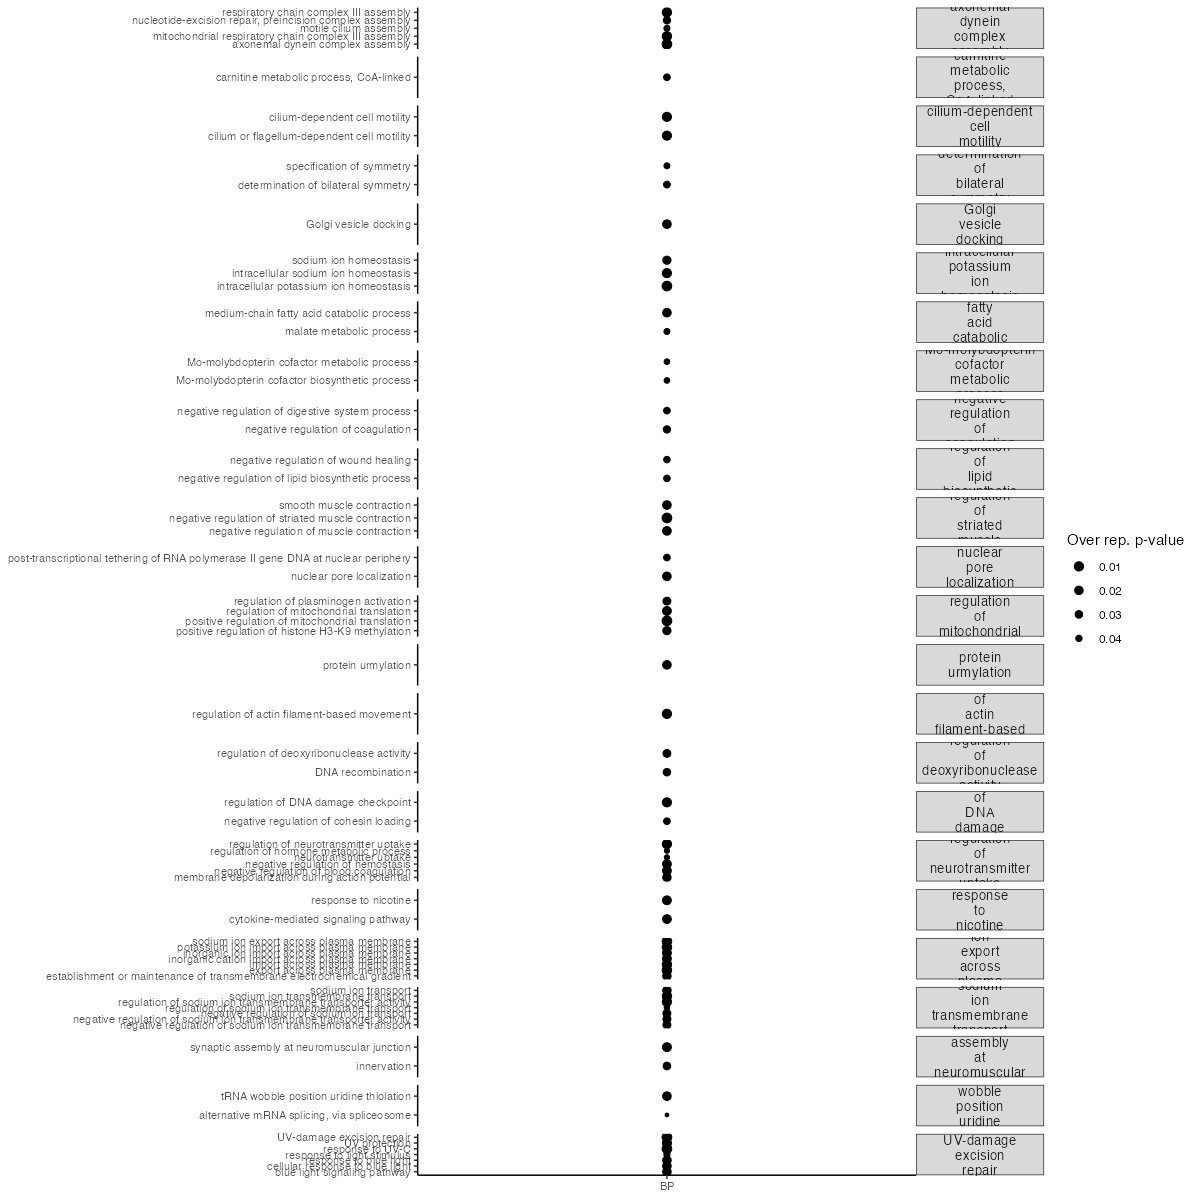 respiratory chain complex III assembly
nucleotide-excision repair, preincision complex assembly
motile cilium assembly
mitochondrial respiratory chain complex III assembly
axonemal dynein complex assembly
axonemal
dynein
complex
assembly
carnitine metabolic process, CoA-linked
carnitine
metabolic
process,
CoA-linked
cilium-dependent cell motility
cilium or flagellum-dependent cell motility
cilium-dependent
cell
motility
specification of symmetry
determination of bilateral symmetry
determination
of
bilateral
symmetry
Golgi vesicle docking
Golgi
vesicle
docking
sodium ion homeostasis
intracellular sodium ion homeostasis
intracellular potassium ion homeostasis
intracellular
potassium
ion
homeostasis
medium-chain fatty acid catabolic process
malate metabolic process
fatty
acid
catabolic
Mo-molybdopterin cofactor metabolic process
Mo-molybdopterin cofactor biosynthetic process
Mo-molybdopterin
cofactor
metabolic
process
negative regulation of digestive system process
negative regulation of coagulation
negative
regulation
of
coagulation
negative regulation of wound healing
negative regulation of lipid biosynthetic process
regulation
of
lipid
biosynthetic
smooth muscle contraction
negative regulation of striated muscle contraction
negative regulation of muscle contraction
regulation
of
striated
muscle
post-transcriptional tethering of RNA polymerase II gene DNA at nuclear periphery
nuclear pore localization
nuclear
pore
localization
regulation of plasminogen activation
regulation of mitochondrial translation
positive regulation of mitochondrial translation
positive regulation of histone H3-K9 methylation
regulation
of
mitochondrial
protein urmylation
protein
urmylation
regulation of actin filament-based movement
of
actin
filament-based
regulation of deoxyribonuclease activity
DNA recombination
regulation
of
deoxyribonuclease
activity
regulation of DNA damage checkpoint
negative regulation of cohesin loading
of
DNA
damage
regulation of neurotransmitter uptake
regulation of hormone metabolic process
neurotransmitter uptake
negative regulation of hemostasis
negative regulation of blood coagulation
membrane depolarization during action potential
regulation
of
neurotransmitter
uptake
response to nicotine
cytokine-mediated signaling pathway
response
to
nicotine
sodium ion export across plasma membrane
potassium ion import across plasma membrane
inorganic ion import across plasma membrane
inorganic cation import across plasma membrane
import across plasma membrane
export across plasma membrane
establishment or maintenance of transmembrane electrochemical gradient
ion
export
across
plasma
sodium ion transport
sodium ion transmembrane transport
regulation of sodium ion transmembrane transporter activity
regulation of sodium ion transmembrane transport
negative regulation of sodium ion transport
negative regulation of sodium ion transmembrane transporter activity
negative regulation of sodium ion transmembrane transport
sodium
ion
transmembrane
transport
synaptic assembly at neuromuscular junction
innervation
assembly
at
neuromuscular
tRNA wobble position uridine thiolation
alternative mRNA splicing, via spliceosome
wobble
position
uridine
UV-damage excision repair
UV protection
response to UV-C
response to light stimulus
response to blue light
cellular response to blue light
blue light signaling pathway
UV-damage
excision
repair
BP
Over rep. p-value
0.01
0.02
0.03
0.04